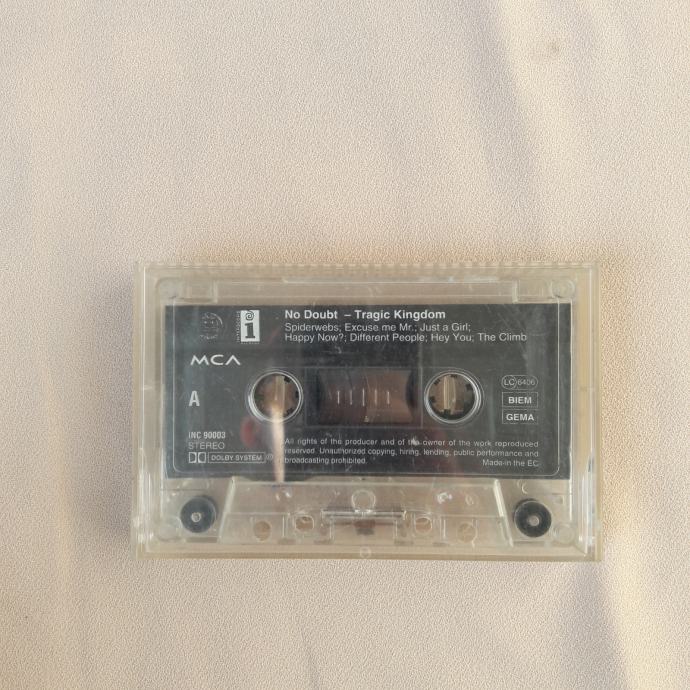 No Doubt – Tragic Kingdom
Spiderwebs; Excuse me Mr.; Just a Girl;
Happy Now?; Different People; Hey You; The Climb
MCA
A
LC 6406
BIEM
GEMA
INC 90003
STEREO
DOLBY SYSTEM ®
All rights of the producer and of the owner of the work reproduced
reserved. Unauthorized copying, hiring, lending, public performance and
broadcasting prohibited. Made-in the EC